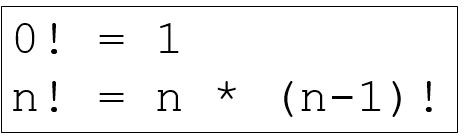 0! = 1
n! = n * (n-1)!